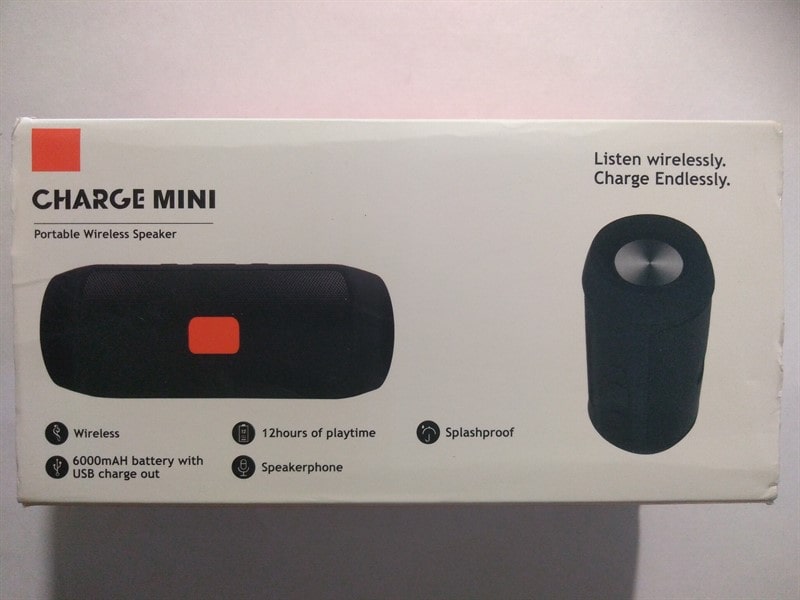 CHARGE MINI
Portable Wireless Speaker
Listen wirelessly.
Charge Endlessly.
Wireless
12hours of playtime
Splashproof
6000mAH battery with
USB charge out
Speakerphone